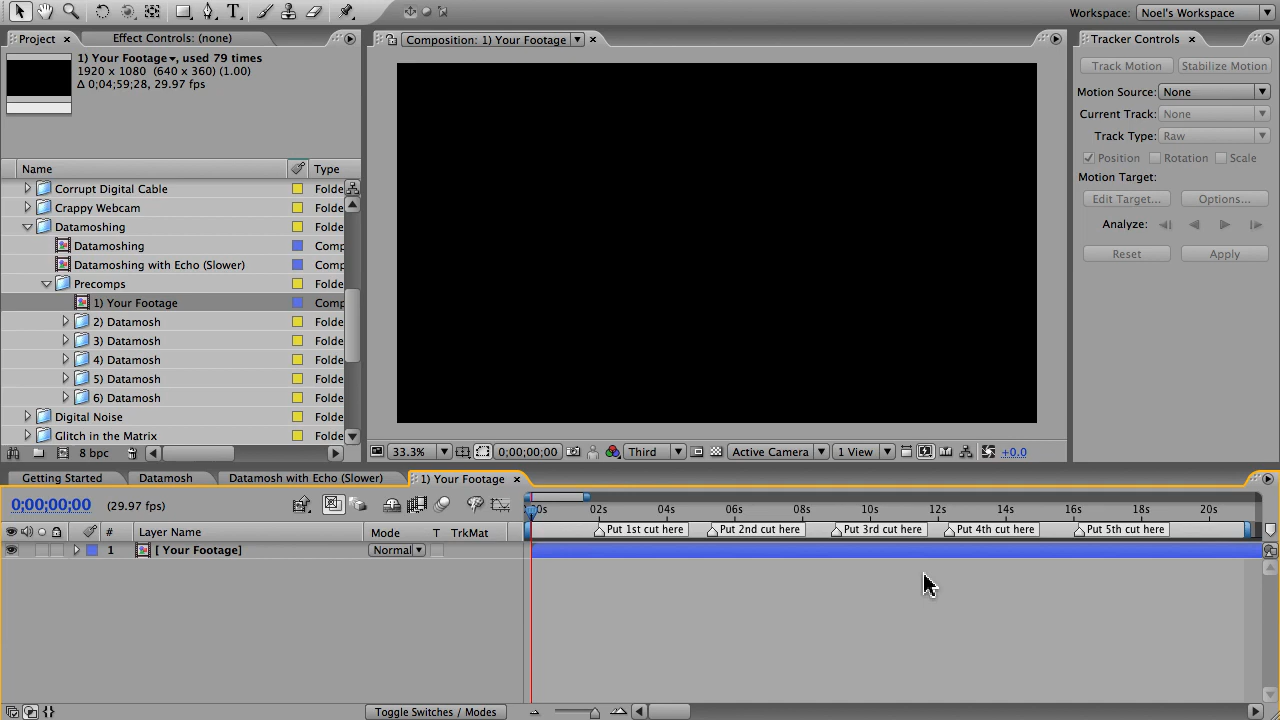 Workspace: Noel's Workspace
Project × Effect Controls: (none)
Composition: 1) Your Footage ×
Tracker Controls ×
1) Your Footage, used 79 times
1920 x 1080 (640 x 360) (1.00)
Δ 0;04;59;28, 29.97 fps
Track Motion Stabilize Motion
Motion Source: None
Current Track: None
Track Type: Raw
Position Rotation Scale
Motion Target:
Edit Target... Options...
Analyze:
Reset Apply
Name Type
Corrupt Digital Cable Folde
Crappy Webcam Folde
Datamoshing Folde
Datamoshing Comp
Datamoshing with Echo (Slower) Comp
Precomps Folde
1) Your Footage Comp
2) Datamosh Folde
3) Datamosh Folde
4) Datamosh Folde
5) Datamosh Folde
6) Datamosh Folde
Digital Noise Folde
Glitch in the Matrix Folde
8 bpc
33.3% 0;00;00;00 Third Active Camera 1 View +0.0
Getting Started Datamosh Datamosh with Echo (Slower) 1) Your Footage ×
0;00;00;00 (29.97 fps)
00s 02s 04s 06s 08s 10s 12s 14s 16s 18s 20s
# Layer Name Mode T TrkMat
Put 1st cut here Put 2nd cut here Put 3rd cut here Put 4th cut here Put 5th cut here
1 [ Your Footage] Normal
Toggle Switches / Modes